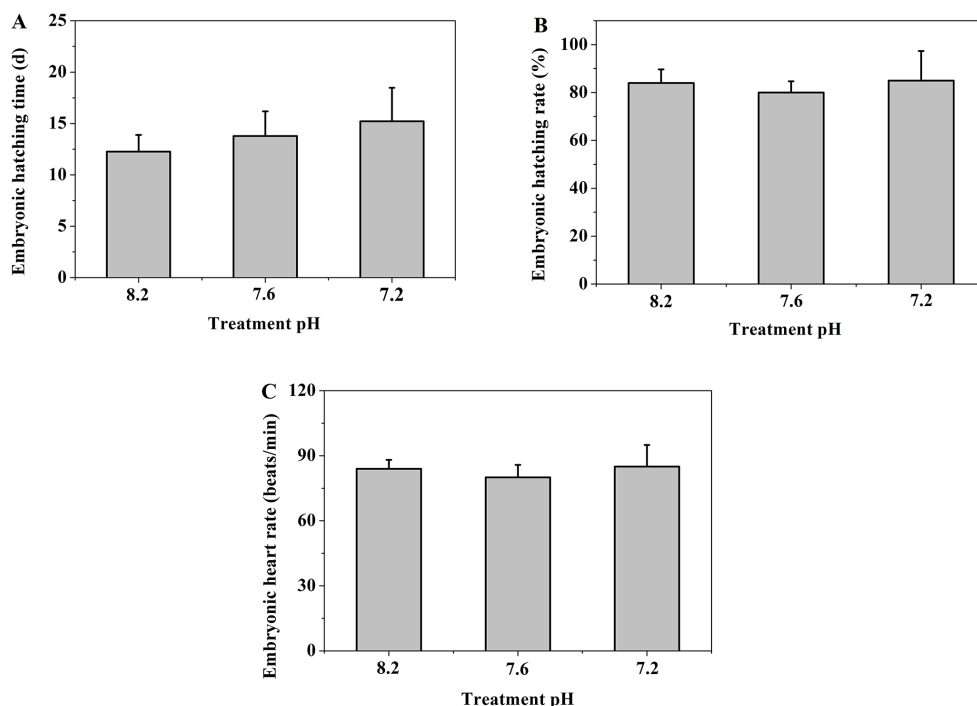 A
Embryonic hatching time (d)
25
20
15
10
5
0
8.2 7.6 7.2
Treatment pH
B
Embryonic hatching rate (%)
100
80
60
40
20
0
8.2 7.6 7.2
Treatment pH
C
Embryonic heart rate (beats/min)
120
90
60
30
0
8.2 7.6 7.2
Treatment pH